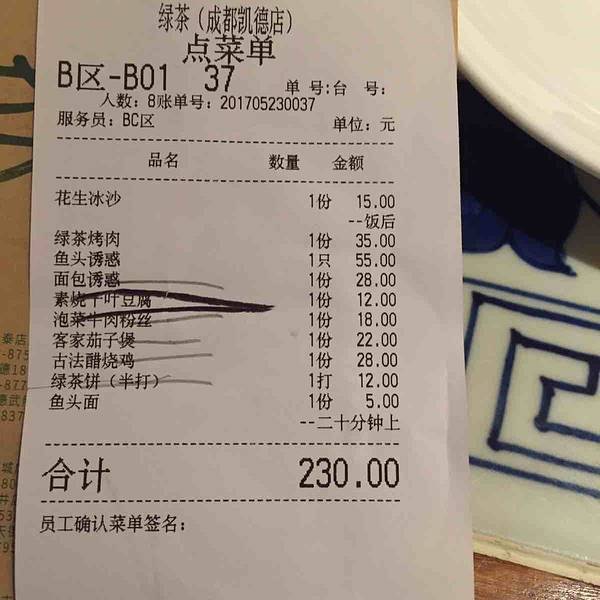 绿茶（成都凯德店）
点菜单
B区-B01 37 单 号:台 号:
人数: 8账单号: 201705230037
服务员: BC区 单位: 元
品名 数量 金额
花生冰沙 1份 15.00
--饭后
绿茶烤肉 1份 35.00
鱼头诱惑 1只 55.00
面包诱惑 1份 28.00
素烧千叶豆腐 1份 12.00
泡菜牛肉粉丝 1份 18.00
客家茄子煲 1份 22.00
古法醋烧鸡 1份 28.00
绿茶饼（半打） 1打 12.00
鱼头面 1份 5.00
--二十分钟上
合计 230.00
员工确认菜单签名: